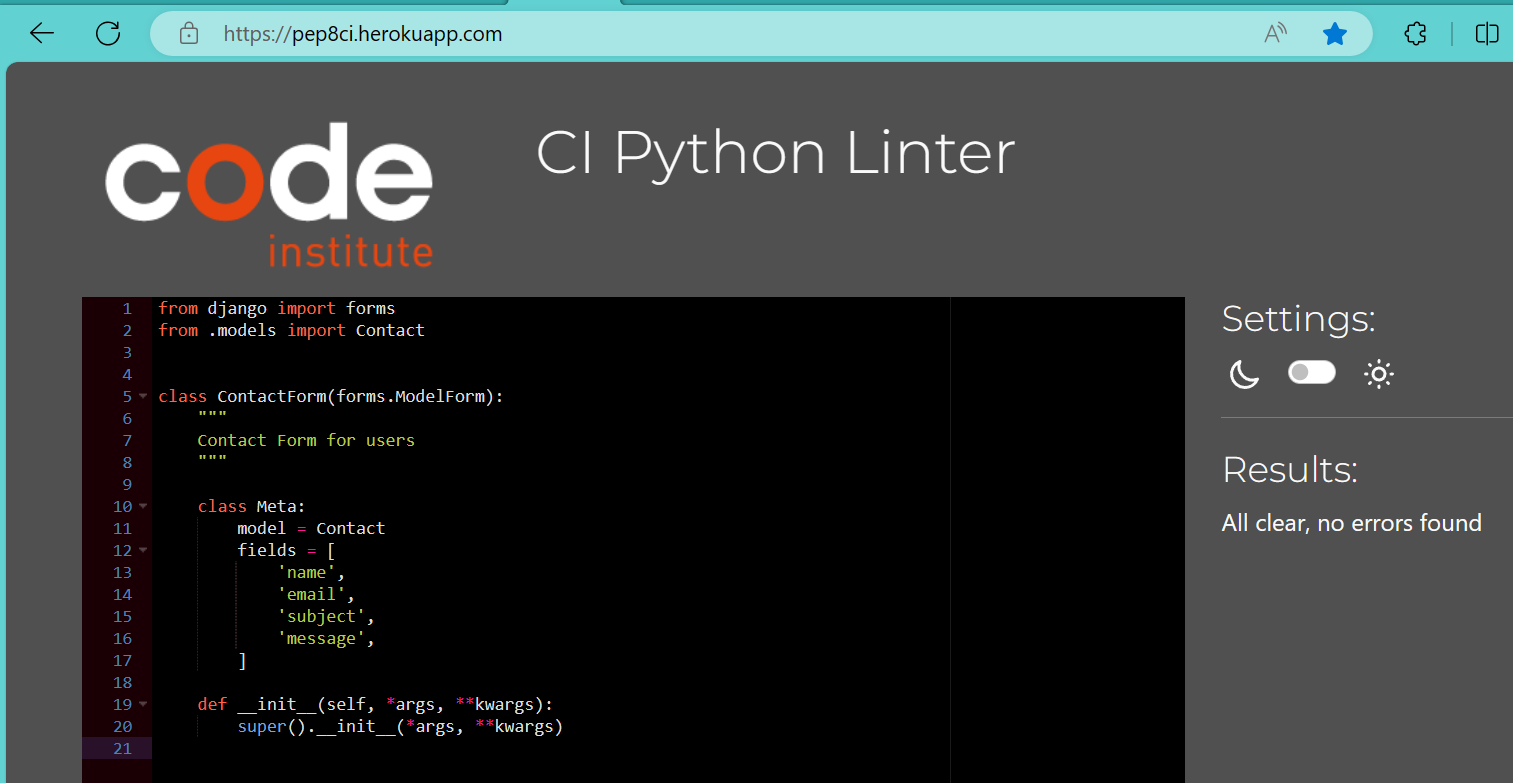 https://pep8ci.herokuapp.com
code
institute
CI Python Linter
1 from django import forms
2 from .models import Contact
3
4
5 class ContactForm(forms.ModelForm):
6     """
7     Contact Form for users
8     """
9
10     class Meta:
11         model = Contact
12         fields = [
13             'name',
14             'email',
15             'subject',
16             'message',
17         ]
18
19     def __init__(self, *args, **kwargs):
20         super().__init__(*args, **kwargs)
21
Settings:
Results:
All clear, no errors found